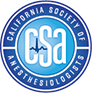 CALIFORNIA SOCIETY OF
csa
ANESTHESIOLOGISTS